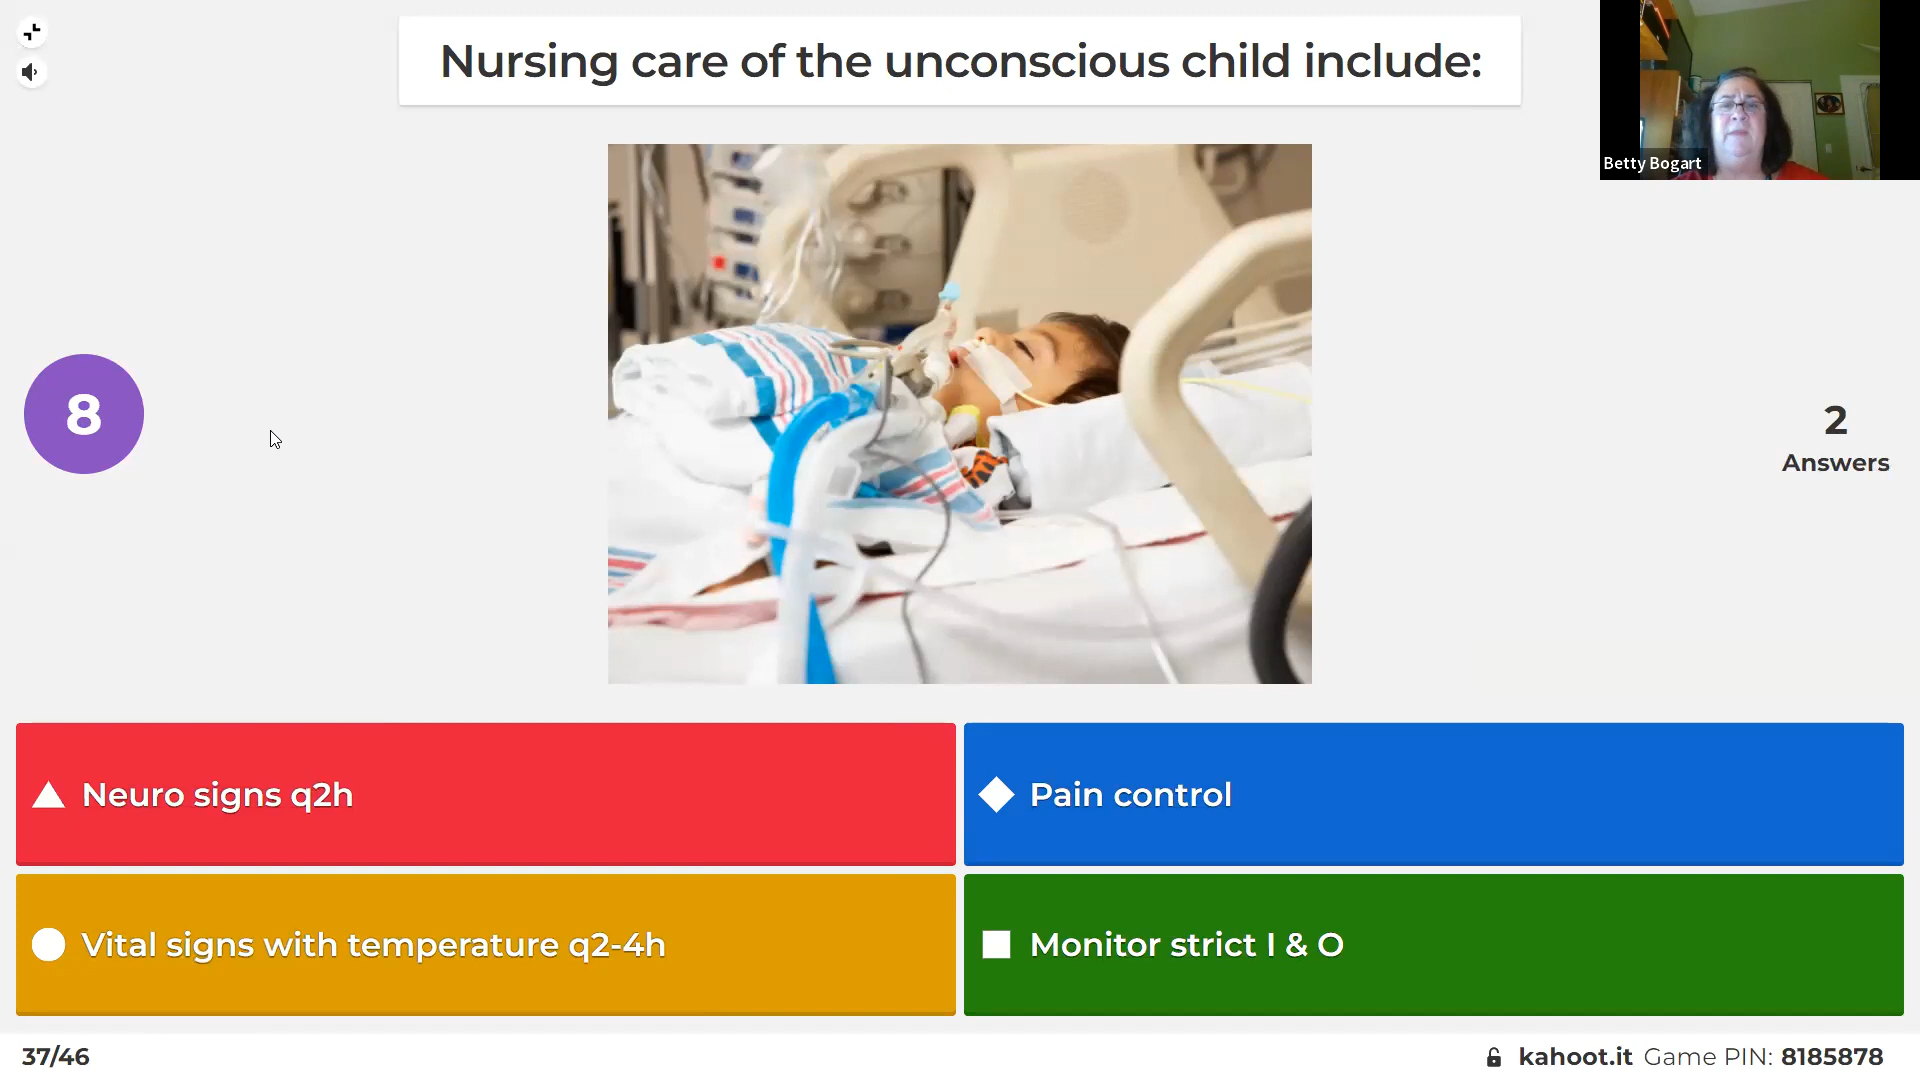 Nursing care of the unconscious child include:
Betty Bogart
8
2
Answers
Neuro signs q2h
Pain control
Vital signs with temperature q2-4h
Monitor strict I & O
37/46
kahoot.it Game PIN: 8185878